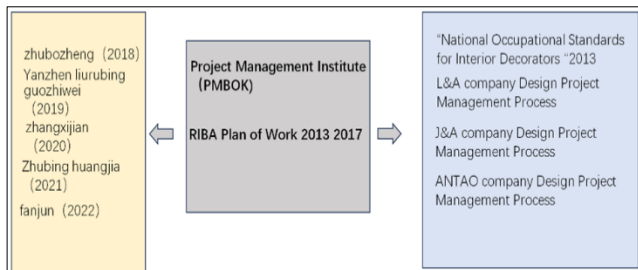 zhubozheng (2018)
Yanzhen liurubing
guozhiwei
(2019)
zhangxijian
(2020)
Zhubing huangjia
(2021)
fanjun (2022)
Project Management Institute
(PMBOK)
RIBA Plan of Work 2013 2017
"National Occupational Standards
for Interior Decorators "2013
L&A company Design Project
Management Process
J&A company Design Project
Management Process
ANTAO company Design Project
Management Process